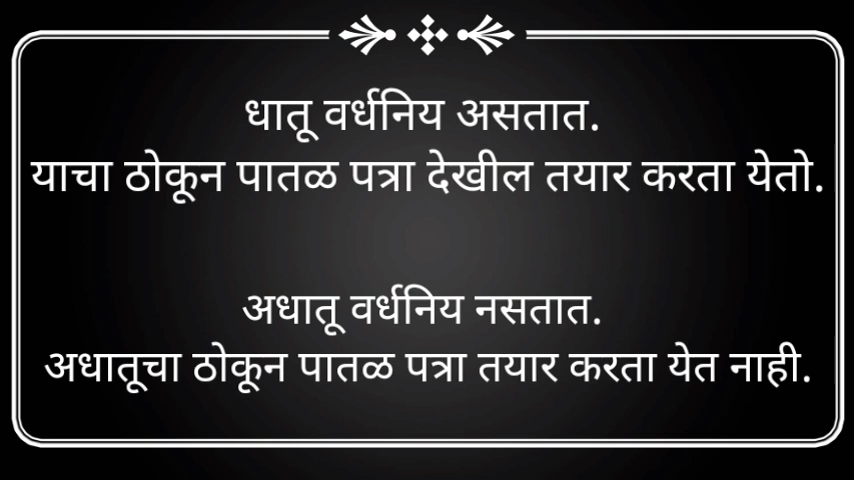 धातू वर्धनिय असतात.
याचा ठोकून पातळ पत्रा देखील तयार करता येतो.
अधातू वर्धनिय नसतात.
अधातूचा ठोकून पातळ पत्रा तयार करता येत नाही.